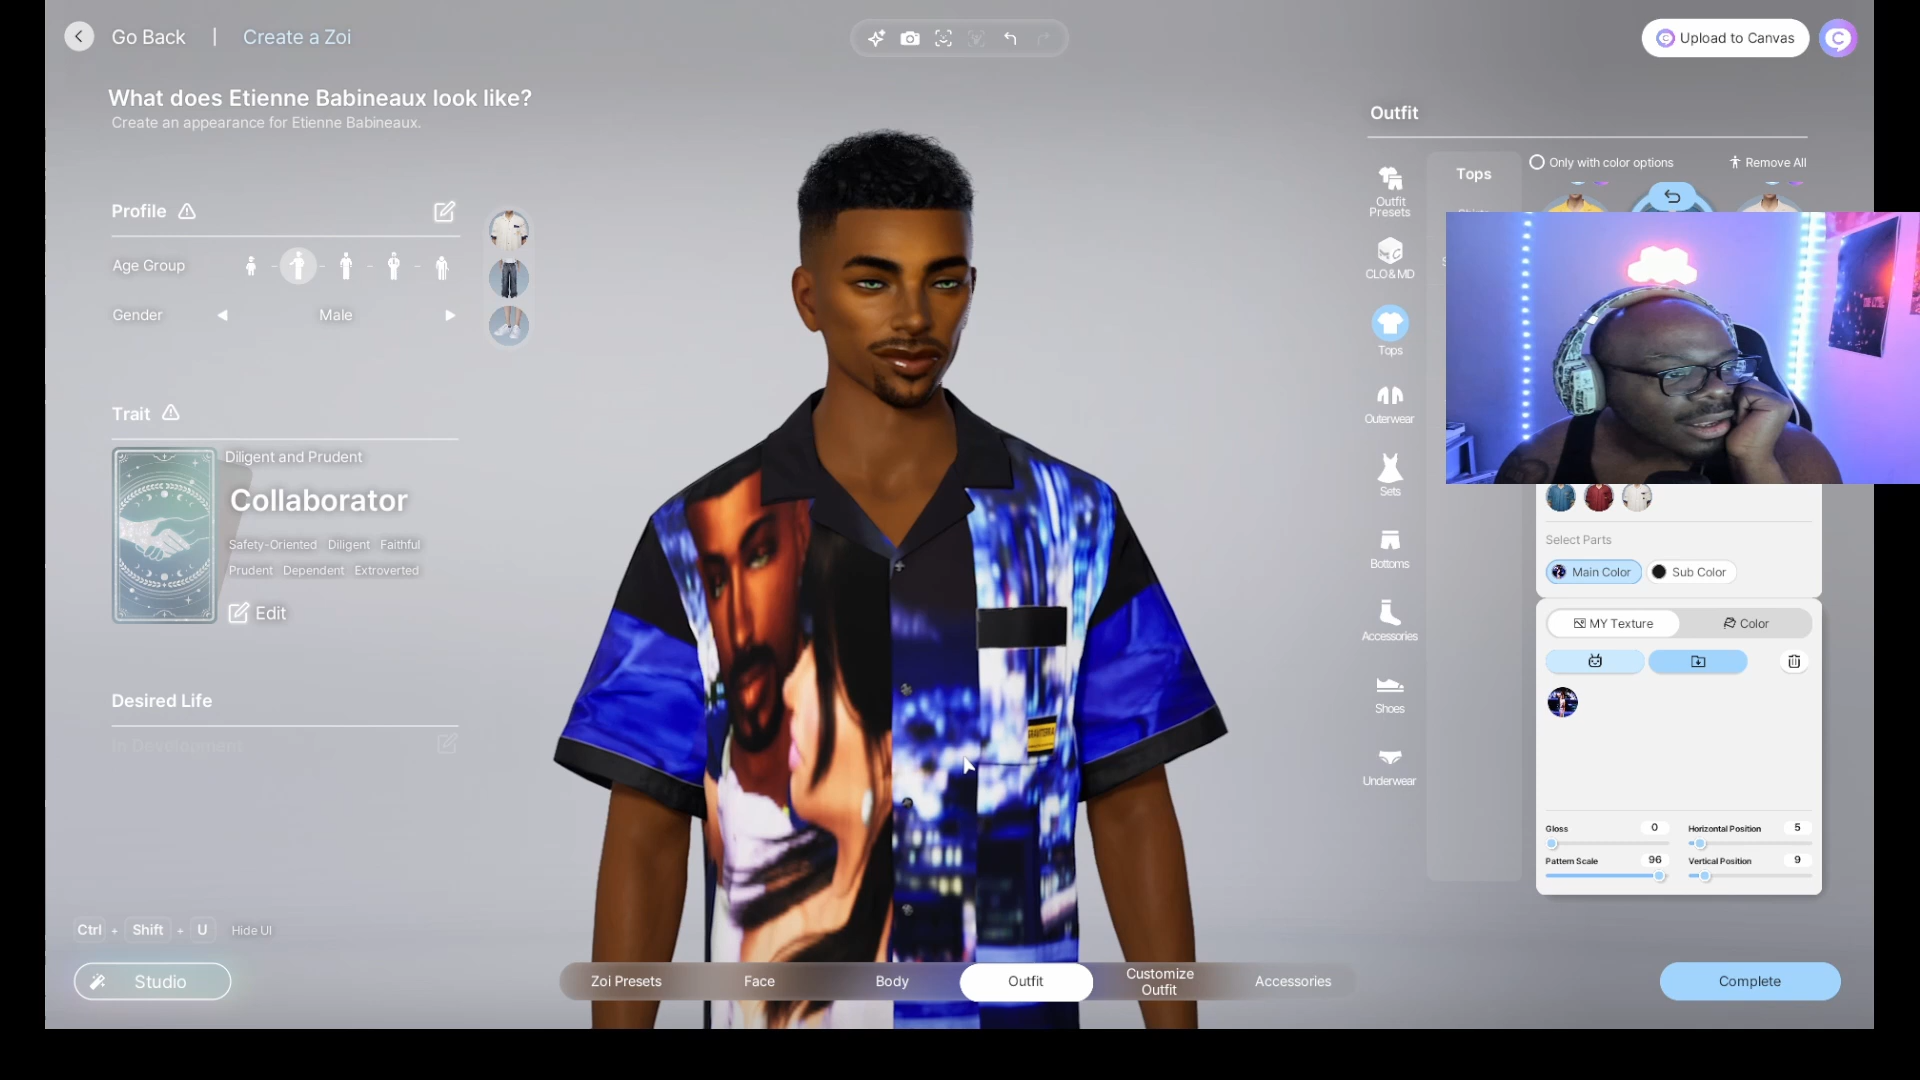 Go Back | Create a Zoi
Upload to Canvas
What does Etienne Babineaux look like?
Create an appearance for Etienne Babineaux.
Profile
Age Group
Gender
Male
Trait
Diligent and Prudent
Collaborator
Safety-Oriented Diligent Faithful
Prudent Dependent Extroverted
Edit
Desired Life
In Development
Ctrl + Shift + U Hide UI
Studio
Zoi Presets
Face
Body
Outfit
Customize
Outfit
Accessories
Complete
Outfit
Outfit
Presets
CLO&MD
Tops
Outerwear
Sets
Bottoms
Accessories
Shoes
Underwear
Tops
Only with color options
Remove All
Select Parts
Main Color
Sub Color
MY Texture
Color
Gloss 0
Horizontal Position 5
Pattern Scale 96
Vertical Position 9